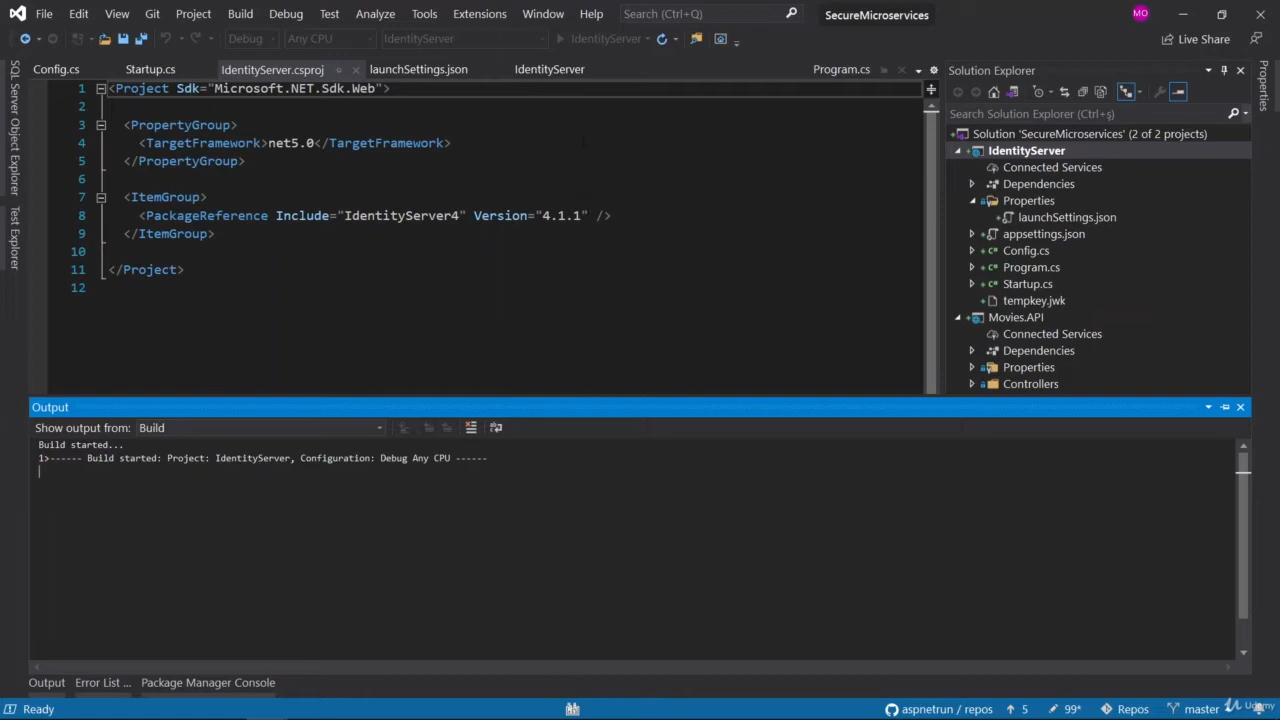 File Edit View Git Project Build Debug Test Analyze Tools Extensions Window Help Search (Ctrl+Q) SecureMicroservices MO
Debug Any CPU IdentityServer IdentityServer Live Share
Config.cs Startup.cs IdentityServer.csproj launchSettings.json IdentityServer Program.cs
SQL Server Object Explorer
Test Explorer
1 <Project Sdk="Microsoft.NET.Sdk.Web">
2
3 <PropertyGroup>
4 <TargetFramework>net5.0</TargetFramework>
5 </PropertyGroup>
6
7 <ItemGroup>
8 <PackageReference Include="IdentityServer4" Version="4.1.1" />
9 </ItemGroup>
10
11 </Project>
12
Solution Explorer
Search Solution Explorer (Ctrl+ş)
Solution 'SecureMicroservices' (2 of 2 projects)
IdentityServer
Connected Services
Dependencies
Properties
launchSettings.json
appsettings.json
Config.cs
Program.cs
Startup.cs
tempkey.jwk
Movies.API
Connected Services
Dependencies
Properties
Controllers
Properties
Output
Show output from: Build
Build started...
1>------ Build started: Project: IdentityServer, Configuration: Debug Any CPU ------
Output Error List ... Package Manager Console
Ready aspnetrun / repos 5 99* Repos master Udemy